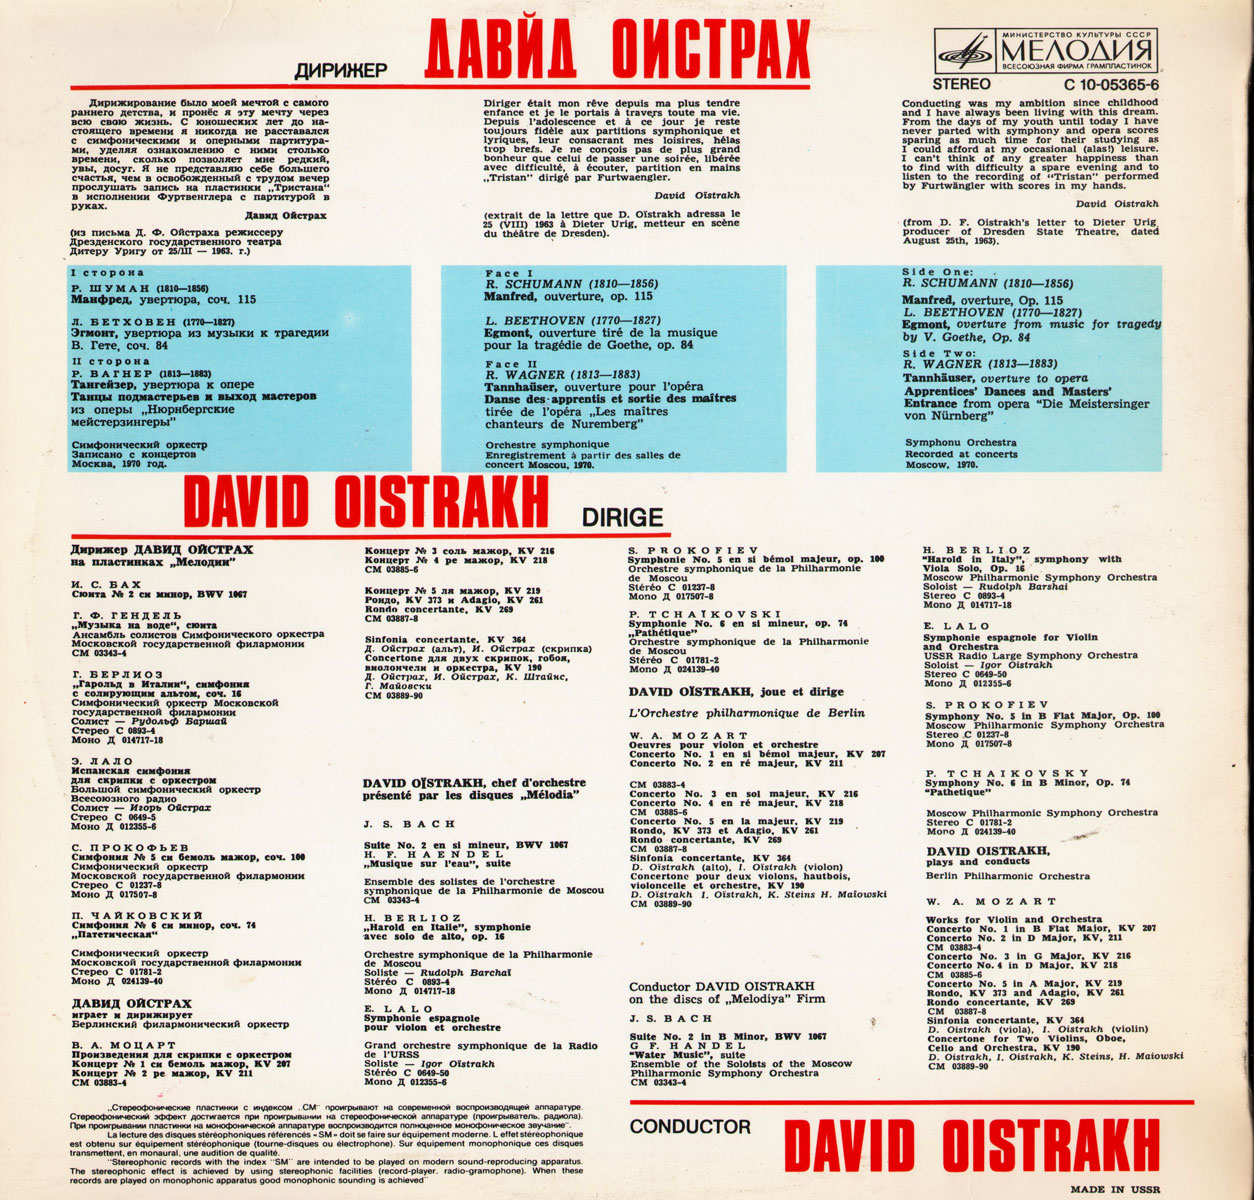 ДИРИЖЕР ДАВИД ОЙСТРАХ
МИНИСТЕРСТВО КУЛЬТУРЫ СССР
МЕЛОДИЯ
ВСЕСОЮЗНАЯ ФИРМА ГРАМПЛАСТИНОК
STEREO C 10-05365-6
Дирижирование было моей мечтой с самого
раннего детства, и пронёс я эту мечту через
всю свою жизнь. С юношеских лет до на-
стоящего времени я никогда не расставался
с симфоническими и оперными партитура-
ми, уделяя ознакомлению с ними столько
времени, сколько позволяет мне редкий,
увы, досуг. Я не представляю себе большего
счастья, чем в освобожденный с трудом вечер
прослушать запись на пластинки „Тристана"
в исполнении Фуртвенглера с партитурой в
руках.
Давид Ойстрах
(из письма Д. Ф. Ойстраха режиссеру
Дрезденского государственного театра
Дитеру Уригу от 25/III — 1963. г.)
Diriger était mon rêve depuis ma plus tendre
enfance et je le portais à travers toute ma vie.
Depuis l'adolescence et à ce jour je reste
toujours fidèle aux partitions symphonique et
lyriques, leur consacrant mes loisires, hélas
trop brefs. Je ne conçois pas de plus grand
bonheur que celui de passer une soirée, libérée
avec difficulté, à écouter, partition en mains
„Tristan" dirigé par Furtwaengler.
David Oïstrakh
(extrait de la lettre que D. Oïstrakh adressa le
25 (VIII) 1963 à Dieter Urig, metteur en scène
du théâtre de Dresden).
Conducting was my ambition since childhood
and I have always been living with this dream.
From the days of my youth until today I have
never parted with symphony and opera scores
sparing as much time for their studying as
I could afford at my occasional (alas!) leisure.
I can't think of any greater happiness than
to find with difficulty a spare evening and to
listen to the recording of "Tristan" performed
by Furtwängler with scores in my hands.
David Oistrakh
(from D. F. Oistrakh's letter to Dieter Urig
producer of Dresden State Theatre, dated
August 25th, 1963).
I сторона
Р. ШУМАН (1810—1856)
Манфред, увертюра, соч. 115
Л. БЕТХОВЕН (1770—1827)
Эгмонт, увертюра из музыки к трагедии
В. Гете, соч. 84
II сторона
Р. ВАГНЕР (1813—1883)
Тангейзер, увертюра к опере
Танцы подмастерьев и выход мастеров
из оперы „Нюрнбергские
мейстерзингеры"
Симфонический оркестр
Записано с концертов
Москва, 1970 год.
Face I
R. SCHUMANN (1810—1856)
Manfred, ouverture, op. 115
L. BEETHOVEN (1770—1827)
Egmont, ouverture tiré de la musique
pour la tragédie de Goethe, op. 84
Face II
R. WAGNER (1813—1883)
Tannhaüser, ouverture pour l'opéra
Danse des apprentis et sortie des maîtres
tirée de l'opéra „Les maîtres
chanteurs de Nuremberg"
Orchestre symphonique
Enregistrement à partir des salles de
concert Moscou, 1970.
Side One:
R. SCHUMANN (1810—1856)
Manfred, overture, Op. 115
L. BEETHOVEN (1770—1827)
Egmont, overture from music for tragedy
by V. Goethe, Op. 84
Side Two:
R. WAGNER (1813—1883)
Tannhäuser, overture to opera
Apprentices' Dances and Masters'
Entrance from opera "Die Meistersinger
von Nürnberg"
Symphonu Orchestra
Recorded at concerts
Moscow, 1970.
DAVID OISTRAKH DIRIGE
Дирижер ДАВИД ОЙСТРАХ
на пластинках „Мелодии"
И. С. БАХ
Сюита № 2 си минор, BWV 1067
Г. Ф. ГЕНДЕЛЬ
„Музыка на воде", сюита
Ансамбль солистов Симфонического оркестра
Московской государственной филармонии
СМ 03343-4
Г. БЕРЛИОЗ
„Гарольд в Италии", симфония
с солирующим альтом, соч. 16
Симфонический оркестр Московской
государственной филармонии
Солист — Рудольф Баршай
Стерео С 0893-4
Моно Д 014717-18
Э. ЛАЛО
Испанская симфония
для скрипки с оркестром
Большой симфонический оркестр
Всесоюзного радио
Солист — Игорь Ойстрах
Стерео С 0649-5
Моно Д 012355-6
С. ПРОКОФЬЕВ
Симфония № 5 си бемоль мажор, соч. 100
Симфонический оркестр
Московской государственной филармонии
Стерео С 01237-8
Моно Д 017507-8
П. ЧАЙКОВСКИЙ
Симфония № 6 си минор, соч. 74
„Патетическая"
Симфонический оркестр
Московской государственной филармонии
Стерео С 01781-2
Моно Д 024139-40
ДАВИД ОЙСТРАХ
играет и дирижирует
Берлинский филармонический оркестр
В. А. МОЦАРТ
Произведения для скрипки с оркестром
Концерт № 1 си бемоль мажор, KV 207
Концерт № 2 ре мажор, KV 211
СМ 03883-4
Концерт № 3 соль мажор, KV 216
Концерт № 4 ре мажор, KV 218
СМ 03885-6
Концерт № 5 ля мажор, KV 219
Рондо, KV 373 и Adagio, KV 261
Rondo concertante, KV 269
СМ 03887-8
Sinfonia concertante, KV 364
Д. Ойстрах (альт), И. Ойстрах (скрипка)
Concertone для двух скрипок, гобоя,
виолончели и оркестра, KV 190
Д. Ойстрах, И. Ойстрах, К. Штайнс,
Г. Майовски
СМ 03889-90
DAVID OÏSTRAKH, chef d'orchestre
présenté par les disques „Mélodia"
J. S. BACH
Suite No. 2 en si mineur, BWV 1067
H. F. HAENDEL
„Musique sur l'eau", suite
Ensemble des solistes de l'orchestre
symphonique de la Philharmonie de Moscou
CM 03343-4
H. BERLIOZ
„Harold en Italie", symphonie
avec solo de alto, op. 16
Orchestre symphonique de la Philharmonie
de Moscou
Soliste — Rudolph Barchaï
Stéréo C 0893-4
Mono Д 014717-18
E. LALO
Symphonie espagnole
pour violon et orchestre
Grand orchestre symphonique de la Radio
de l'URSS
Soliste — Igor Oïstrakh
Stéréo C 0649-50
Mono Д 012355-6
S. PROKOFIEV
Symphonie No. 5 en si bémol majeur, op. 100
Orchestre symphonique de la Philharmonie
de Moscou
Stéréo C 01237-8
Mono Д 017507-8
P. TCHAÏKOVSKI
Symphonie No. 6 en si mineur, op. 74
„Pathétique"
Orchestre symphonique de la Philharmonie
de Moscou
Stéréo C 01781-2
Mono Д 024139-40
DAVID OÏSTRAKH, joue et dirige
L'Orchestre philharmonique de Berlin
W. A. MOZART
Oeuvres pour violon et orchestre
Concerto No. 1 en si bémol majeur, KV 207
Concerto No. 2 en ré majeur, KV 211
CM 03883-4
Concerto No. 3 en sol majeur, KV 216
Concerto No. 4 en ré majeur, KV 218
CM 03885-6
Concerto No. 5 en la majeur, KV 219
Rondo, KV 373 et Adagio, KV 261
Rondo concertante, KV 269
CM 03887-8
Sinfonia concertante, KV 364
D. Oïstrakh (alto), I. Oïstrakh (violon)
Concertonc pour deux violons, hautbois,
violoncelle et orchestre, KV 190
D. Oïstrakh I. Oïstrakh, K. Steins H. Maïowski
CM 03889-90
Conductor DAVID OISTRAKH
on the discs of „Melodiya" Firm
J. S. BACH
Suite No. 2 in B Minor, BWV 1067
G. F. HANDEL
"Water Music", suite
Ensemble of the Soloists of the Moscow
Philharmonic Symphony Orchestra
CM 03343-4
H. BERLIOZ
"Harold in Italy", symphony with
Viola Solo, Op. 16
Moscow Philharmonic Symphony Orchestra
Soloist — Rudolph Barshai
Stereo C 0893-4
Mono Д 014717-18
E. LALO
Symphonie espagnole for Violin
and Orchestra
USSR Radio Large Symphony Orchestra
Soloist — Igor Oistrakh
Stereo C 0649-50
Mono Д 012355-6
S. PROKOFIEV
Symphony No. 5 in B Flat Major, Op. 100
Moscow Philharmonic Symphony Orchestra
Stereo C 01237-8
Mono Д 017507-8
P. TCHAIKOVSKY
Symphony No. 6 in B Minor, Op. 74
"Pathetique"
Moscow Philharmonic Symphony Orchestra
Stereo C 01781-2
Mono Д 024139-40
DAVID OISTRAKH,
plays and conducts
Berlin Philharmonic Orchestra
W. A. MOZART
Works for Violin and Orchestra
Concerto No. 1 in B Flat Major, KV 207
Concerto No. 2 in D Major, KV, 211
CM 03883-4
Concerto No. 3 in G Major, KV 216
Concerto No. 4 in D Major, KV 218
CM 03885-6
Concerto No. 5 in A Major, KV 219
Rondo, KV 373 and Adagio, KV 261
Rondo concertante, KV 269
CM 03887-8
Sinfonia concertante, KV 364
D. Oistrakh (viola), I. Oistrakh (violin)
Concertone for Two Violins, Oboe,
Cello and Orchestra, KV 190
D. Oistrakh, I. Oistrakh, K. Steins, H. Maiowski
CM 03889-90
„Стереофонические пластинки с индексом „СМ" проигрывают на современной воспроизводящей аппаратуре.
Стереофонический эффект достигается при проигрывании на стереофонической аппаратуре (проигрыватель, радиола).
При проигрывании пластинки на монофонической аппаратуре воспроизводится полноценное монофоническое звучание".
La lecture des disques stéréophoniques référencés «SM» doit se faire sur équipement moderne. L effet stéréophonique
est obtenu sur équipement stéréophonique (tourne-disques ou électrophone). Sur équipement monophonique ces disques
transmettent, en monaural, une audition de qualité.
"Stereophonic records with the index "SM" are intended to be played on modern sound-reproducing apparatus.
The stereophonic effect is achieved by using stereophonic facilities (record-player, radio-gramophone). When these
records are played on monophonic apparatus good monophonic sounding is achieved"
CONDUCTOR DAVID OISTRAKH
MADE IN USSR